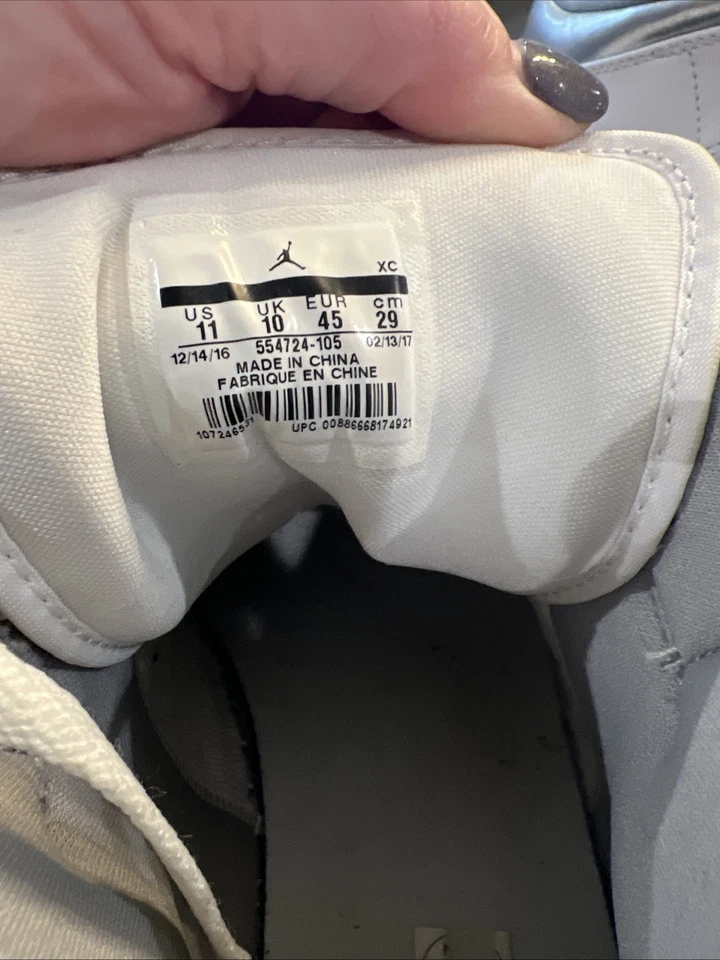 XC
US UK EUR cm
11 10 45 29
12/14/16 554724-105 02/13/17
MADE IN CHINA
FABRIQUE EN CHINE
UPC 00886668174921